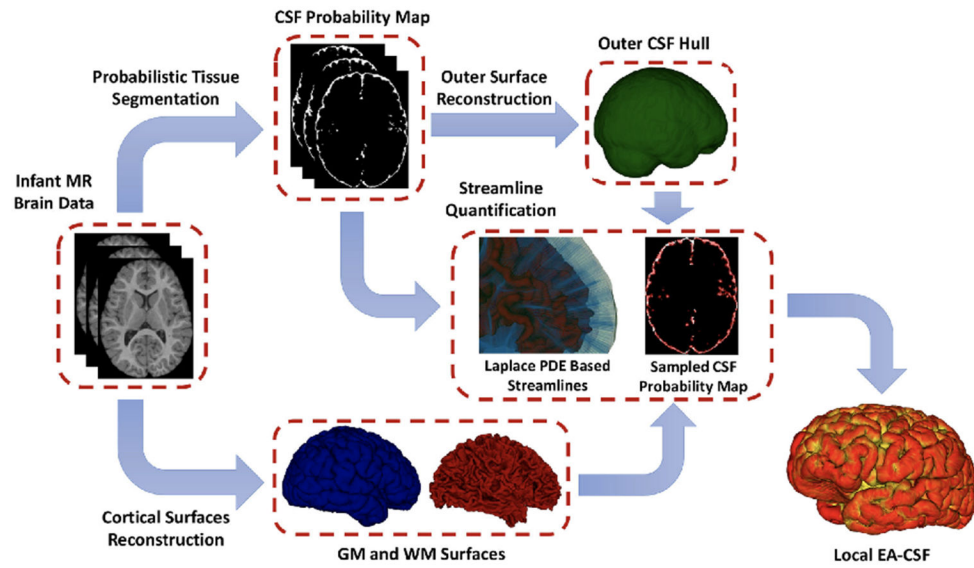 CSF Probability Map
Outer CSF Hull
Probabilistic Tissue
Segmentation
Outer Surface
Reconstruction
Infant MR
Brain Data
Streamline
Quantification
Laplace PDE Based
Streamlines
Sampled CSF
Probability Map
Cortical Surfaces
Reconstruction
GM and WM Surfaces
Local EA-CSF